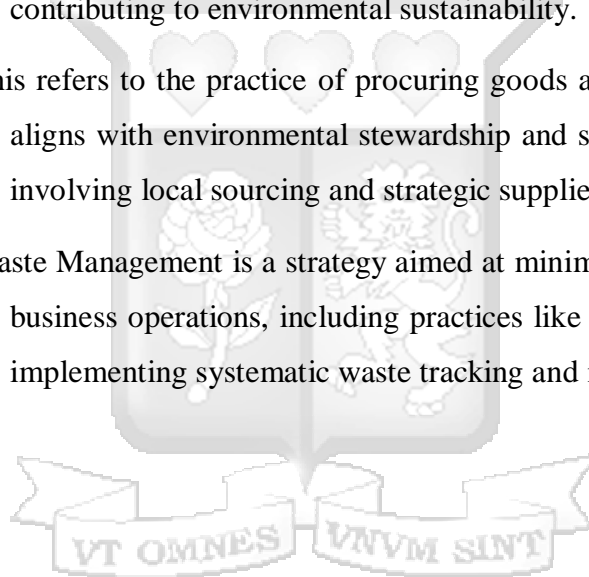 contributing to environmental sustainability.
his refers to the practice of procuring goods a
aligns with environmental stewardship and s
involving local sourcing and strategic supplie
aste Management is a strategy aimed at minim
business operations, including practices like
implementing systematic waste tracking and
VT OMNES VNVM SINT